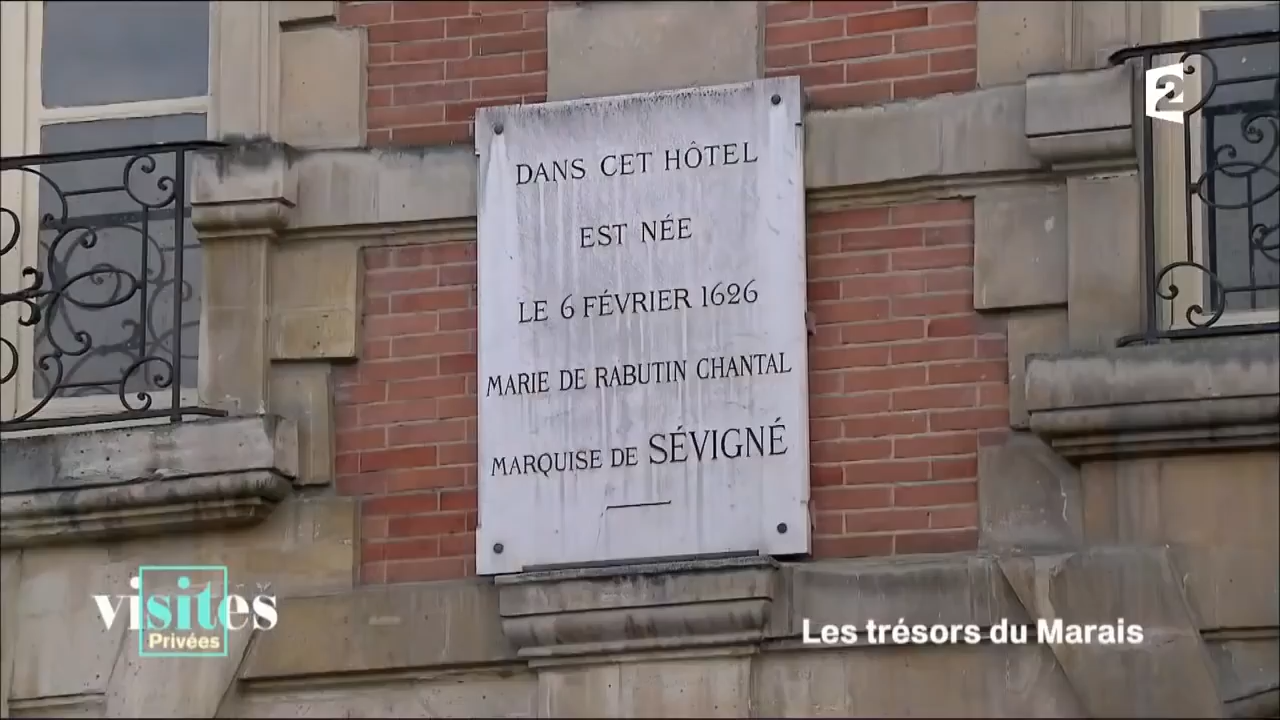 2
DANS CET HÔTEL
EST NÉE
LE 6 FÉVRIER 1626
MARIE DE RABUTIN CHANTAL
MARQUISE DE SÉVIGNÉ
visites
Privées
Les trésors du Marais